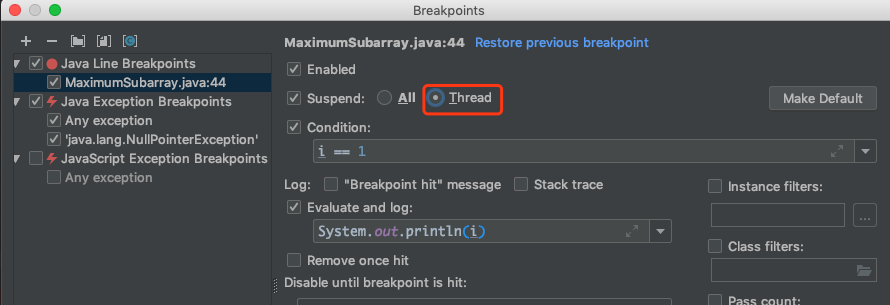 Breakpoints
Java Line Breakpoints
MaximumSubarray.java:44
Java Exception Breakpoints
Any exception
'java.lang.NullPointerException'
JavaScript Exception Breakpoints
Any exception
MaximumSubarray.java:44 Restore previous breakpoint
Enabled
Suspend: All Thread Make Default
Condition:
i == 1
Log: "Breakpoint hit" message Stack trace Instance filters:
Evaluate and log:
System.out.println(i) ...
Class filters:
Remove once hit
Disable until breakpoint is hit:
Pass count: